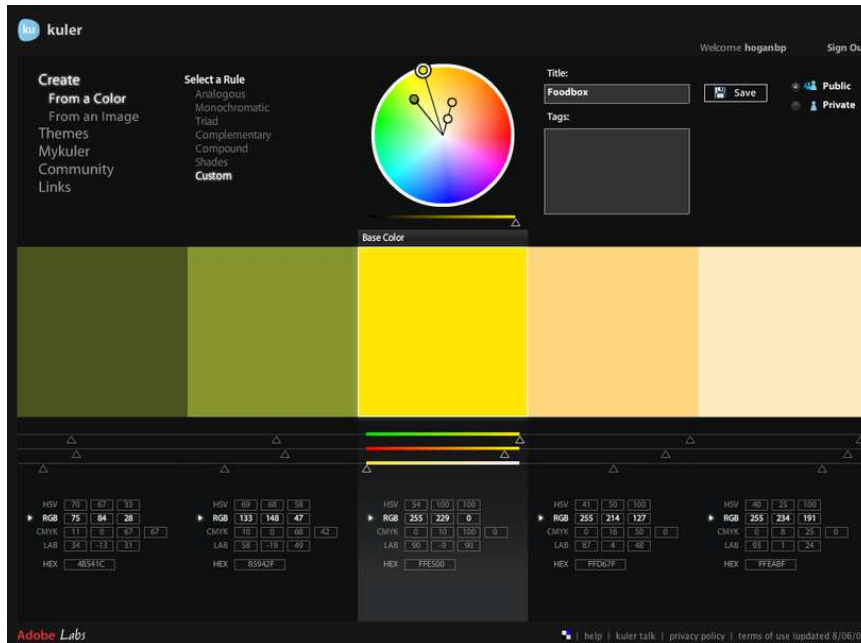 ku kuler
Welcome hoganbp Sign Ou
Create
From a Color
From an Image
Themes
Mykuler
Community
Links
Select a Rule
Analogous
Monochromatic
Triad
Complementary
Compound
Shades
Custom
Title:
Foodbox
Tags:
Save
Public
Private
Base Color
HSV 70 67 33
RGB 75 84 28
CMYK 11 0 67 67
LAB 34 -13 31
HEX 4B541C
HSV 69 68 58
RGB 133 148 47
CMYK 10 0 68 42
LAB 58 -19 49
HEX 85942F
HSV 54 100 100
RGB 255 229 0
CMYK 0 10 100 0
LAB 90 -9 90
HEX FFE500
HSV 41 50 100
RGB 255 214 127
CMYK 0 16 50 0
LAB 87 4 48
HEX FFD67F
HSV 40 25 100
RGB 255 234 191
CMYK 0 8 25 0
LAB 93 1 24
HEX FFEABF
Adobe Labs
help | kuler talk | privacy policy | terms of use (updated 8/06/0